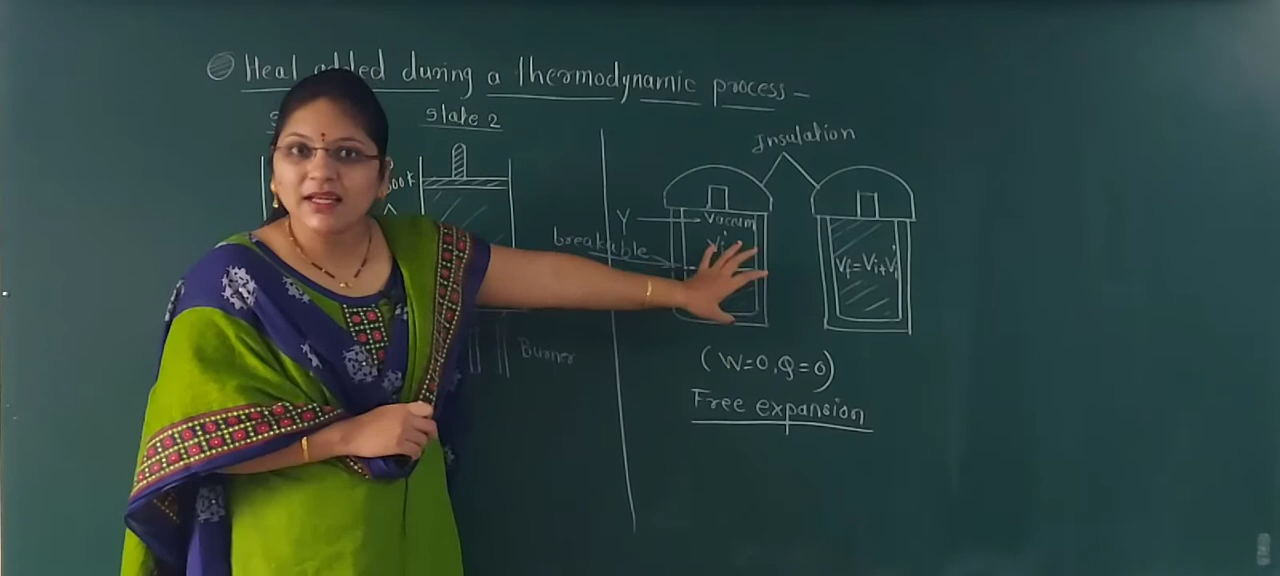 Heat added during a thermodynamic process -
State 2
Insulation
Y
Vacuum
breakable
Vf = Vi + Vi'
Burner
(W=0, Q=0)
Free expansion